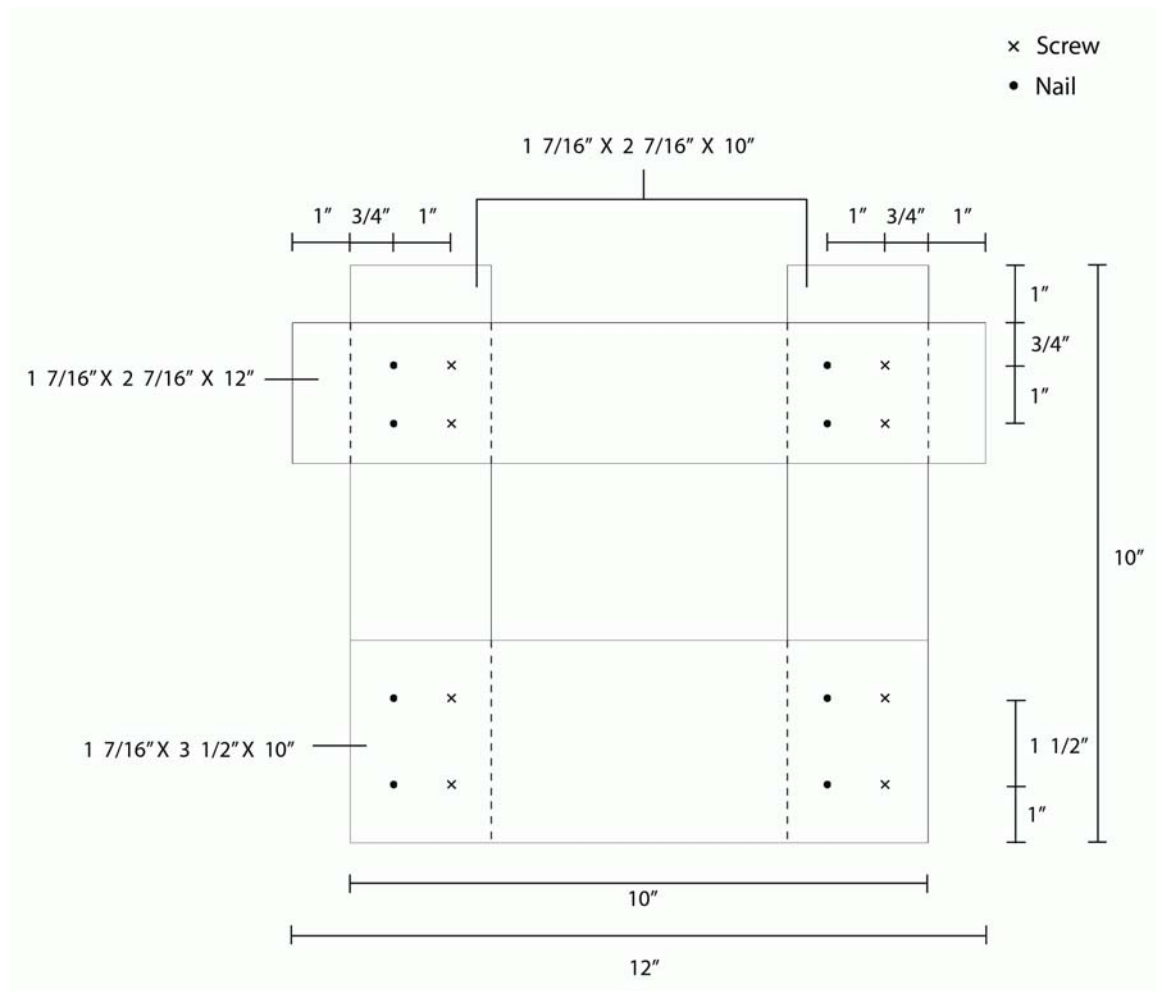 × Screw
• Nail
1 7/16” X 2 7/16” X 10”
1” 3/4” 1”
1” 3/4” 1”
1”
3/4”
1 7/16” X 2 7/16” X 12”
1”
10”
1 7/16” X 3 1/2” X 10”
1 1/2”
1”
10”
12”